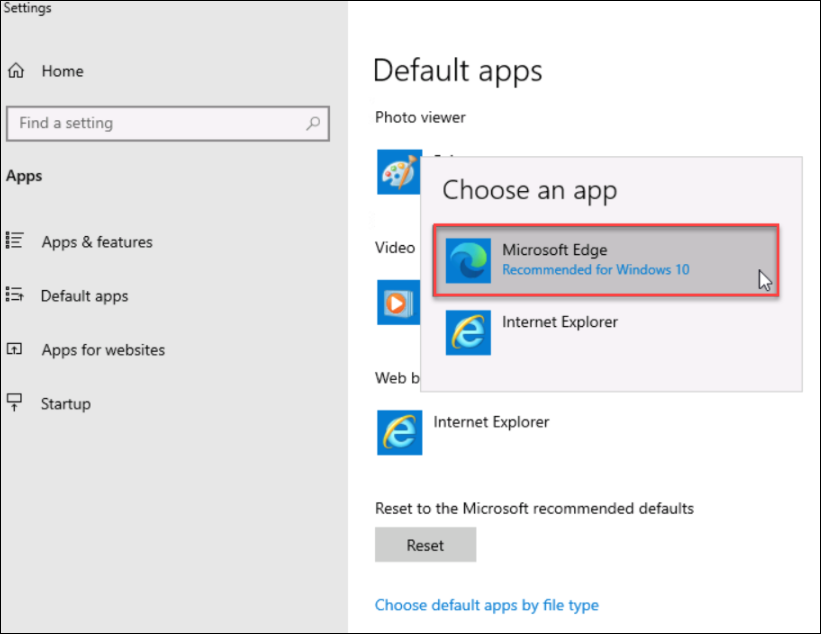 Settings
Home
Find a setting
Apps
Apps & features
Default apps
Apps for websites
Startup
Default apps
Photo viewer
Choose an app
Microsoft Edge
Recommended for Windows 10
Internet Explorer
Video
Web b
Internet Explorer
Reset to the Microsoft recommended defaults
Reset
Choose default apps by file type